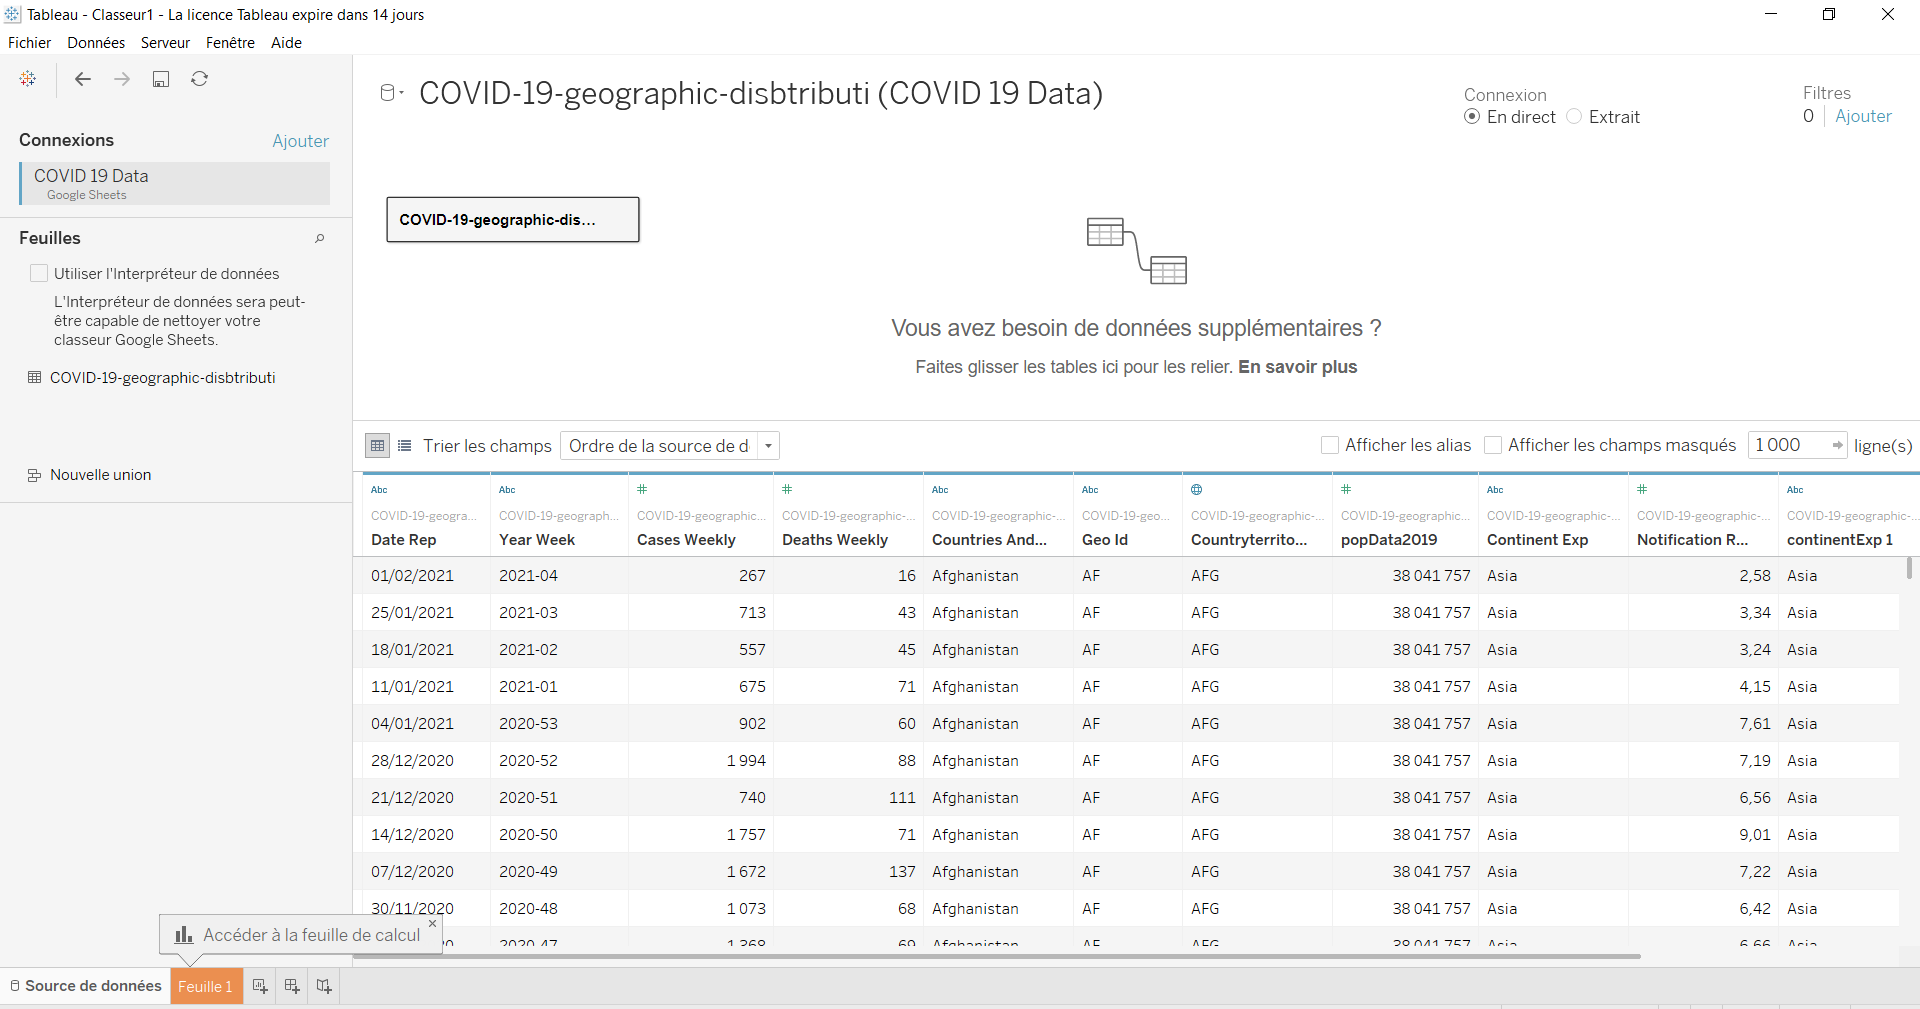 Tableau - Classeur1 - La licence Tableau expire dans 14 jours
Fichier Données Serveur Fenêtre Aide
COVID-19-geographic-disbtributi (COVID 19 Data)
Connexion
En direct Extrait
Filtres
0 Ajouter
Connexions Ajouter
COVID 19 Data
Google Sheets
Feuilles
Utiliser l'Interpréteur de données
L'Interpréteur de données sera peut-
être capable de nettoyer votre
classeur Google Sheets.
COVID-19-geographic-disbtributi
Nouvelle union
COVID-19-geographic-dis...
Vous avez besoin de données supplémentaires ?
Faites glisser les tables ici pour les relier. En savoir plus
Trier les champs Ordre de la source de d Afficher les alias Afficher les champs masqués 1 000 ligne(s)
Abc Abc # # Abc Abc # Abc # Abc
COVID-19-geogra... COVID-19-geograph... COVID-19-geographic... COVID-19-geographic-... COVID-19-geographic-... COVID-19-geo... COVID-19-geographic-... COVID-19-geographic... COVID-19-geographic-... COVID-19-geographic-... COVID-19-geographic-...
Date Rep Year Week Cases Weekly Deaths Weekly Countries And... Geo Id Countryterrito... popData2019 Continent Exp Notification R... continentExp 1
01/02/2021 2021-04 267 16 Afghanistan AF AFG 38 041 757 Asia 2,58 Asia
25/01/2021 2021-03 713 43 Afghanistan AF AFG 38 041 757 Asia 3,34 Asia
18/01/2021 2021-02 557 45 Afghanistan AF AFG 38 041 757 Asia 3,24 Asia
11/01/2021 2021-01 675 71 Afghanistan AF AFG 38 041 757 Asia 4,15 Asia
04/01/2021 2020-53 902 60 Afghanistan AF AFG 38 041 757 Asia 7,61 Asia
28/12/2020 2020-52 1 994 88 Afghanistan AF AFG 38 041 757 Asia 7,19 Asia
21/12/2020 2020-51 740 111 Afghanistan AF AFG 38 041 757 Asia 6,56 Asia
14/12/2020 2020-50 1 757 71 Afghanistan AF AFG 38 041 757 Asia 9,01 Asia
07/12/2020 2020-49 1 672 137 Afghanistan AF AFG 38 041 757 Asia 7,22 Asia
30/11/2020 2020-48 1 073 68 Afghanistan AF AFG 38 041 757 Asia 6,42 Asia
2020-47 1 368 69 Afghanistan AF AFG 38 041 757 Asia 6,66 Asia
Accéder à la feuille de calcul
Source de données Feuille 1